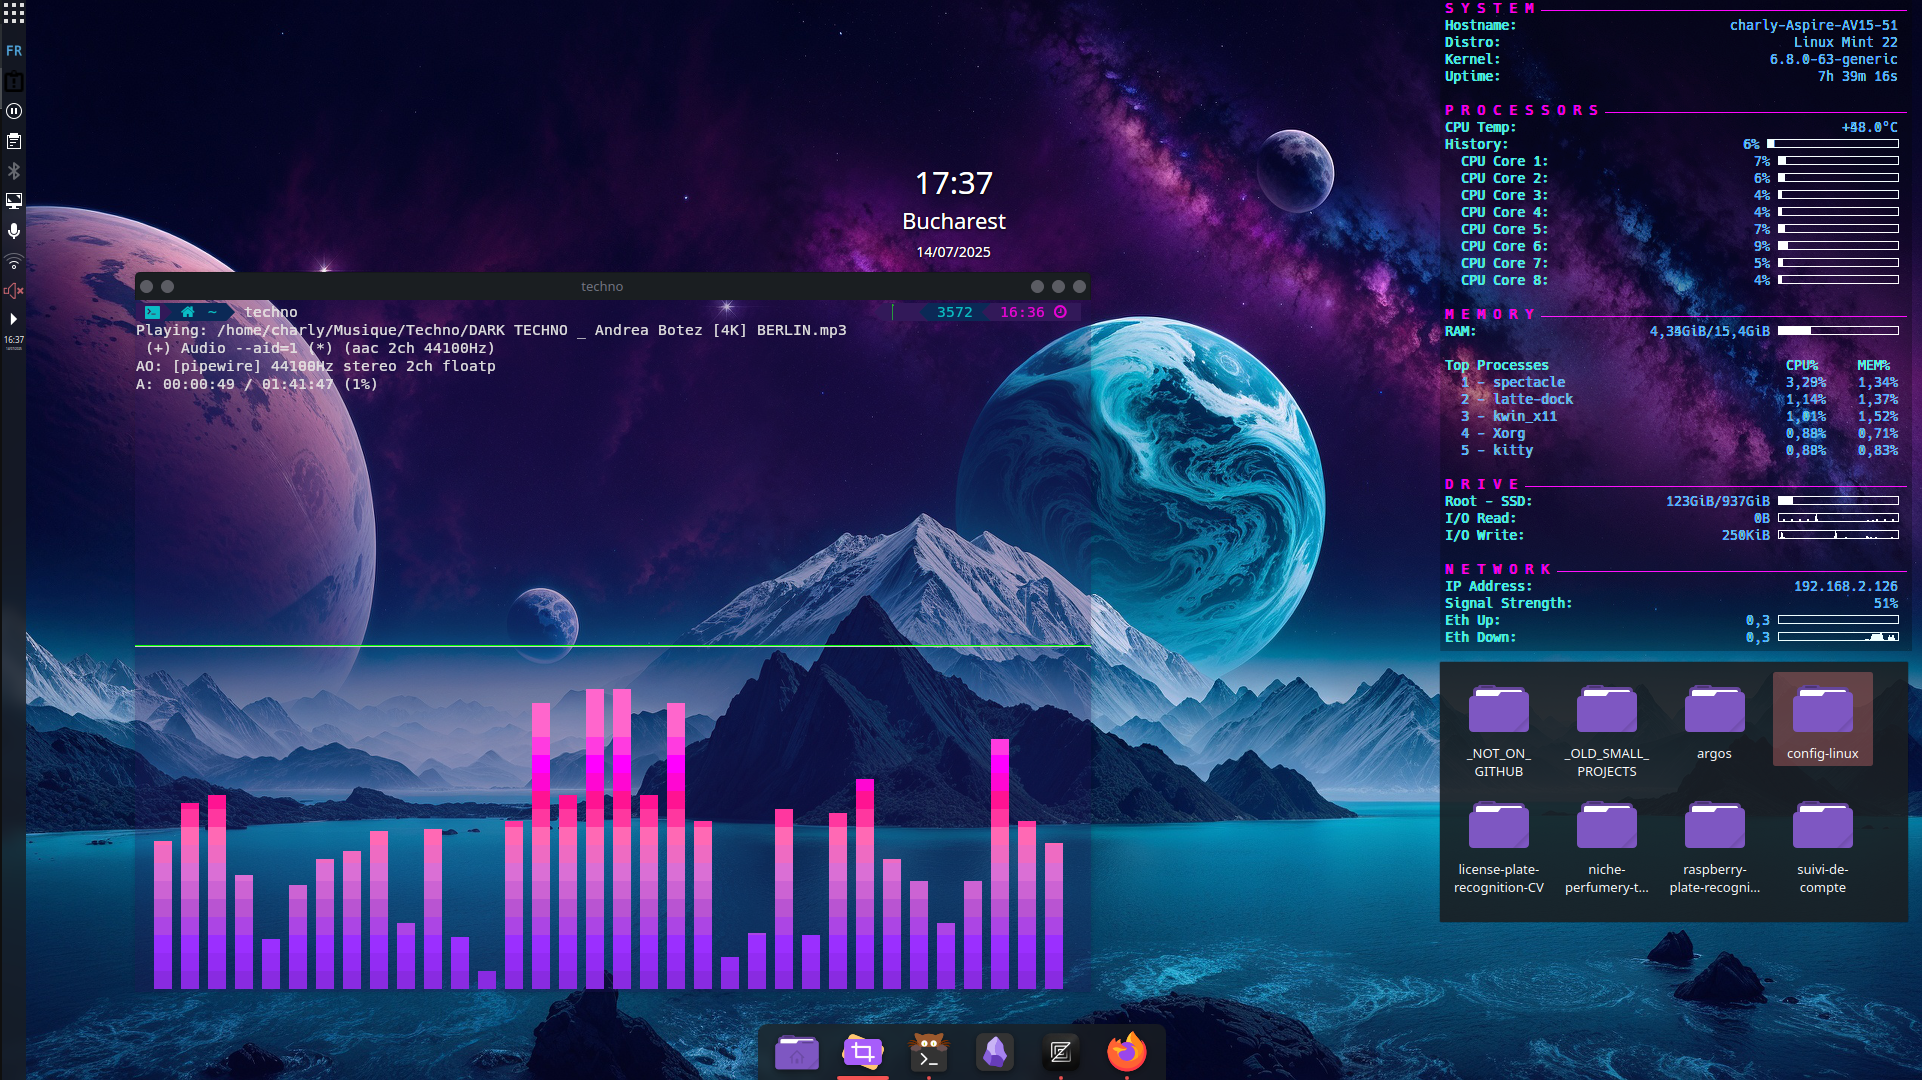 FR
16:37
17:37
Bucharest
14/07/2025
techno
~ techno 3572 16:36
Playing: /home/charly/Musique/Techno/DARK TECHNO _ Andrea Botez [4K] BERLIN.mp3
(+) Audio --aid=1 (*) (aac 2ch 44100Hz)
AO: [pipewire] 44100Hz stereo 2ch floatp
A: 00:00:49 / 01:41:47 (1%)
SYSTEM
Hostname: charly-Aspire-AV15-51
Distro: Linux Mint 22
Kernel: 6.8.0-63-generic
Uptime: 7h 39m 16s
PROCESSORS
CPU Temp: +48.0°C
History: 6%
CPU Core 1: 7%
CPU Core 2: 6%
CPU Core 3: 4%
CPU Core 4: 4%
CPU Core 5: 7%
CPU Core 6: 9%
CPU Core 7: 5%
CPU Core 8: 4%
MEMORY
RAM: 4,34GiB/15,4GiB
Top Processes CPU% MEM%
1 - spectacle 3,29% 1,34%
2 - latte-dock 1,14% 1,37%
3 - kwin_x11 1,01% 1,52%
4 - Xorg 0,88% 0,71%
5 - kitty 0,88% 0,83%
DRIVE
Root - SSD: 123GiB/937GiB
I/O Read: 0B
I/O Write: 250KiB
NETWORK
IP Address: 192.168.2.126
Signal Strength: 51%
Eth Up: 0,3
Eth Down: 0,3
_NOT_ON_
GITHUB
_OLD_SMALL_
PROJECTS
argos
config-linux
license-plate-
recognition-CV
niche-
perfumery-t...
raspberry-
plate-recogni...
suivi-de-
compte